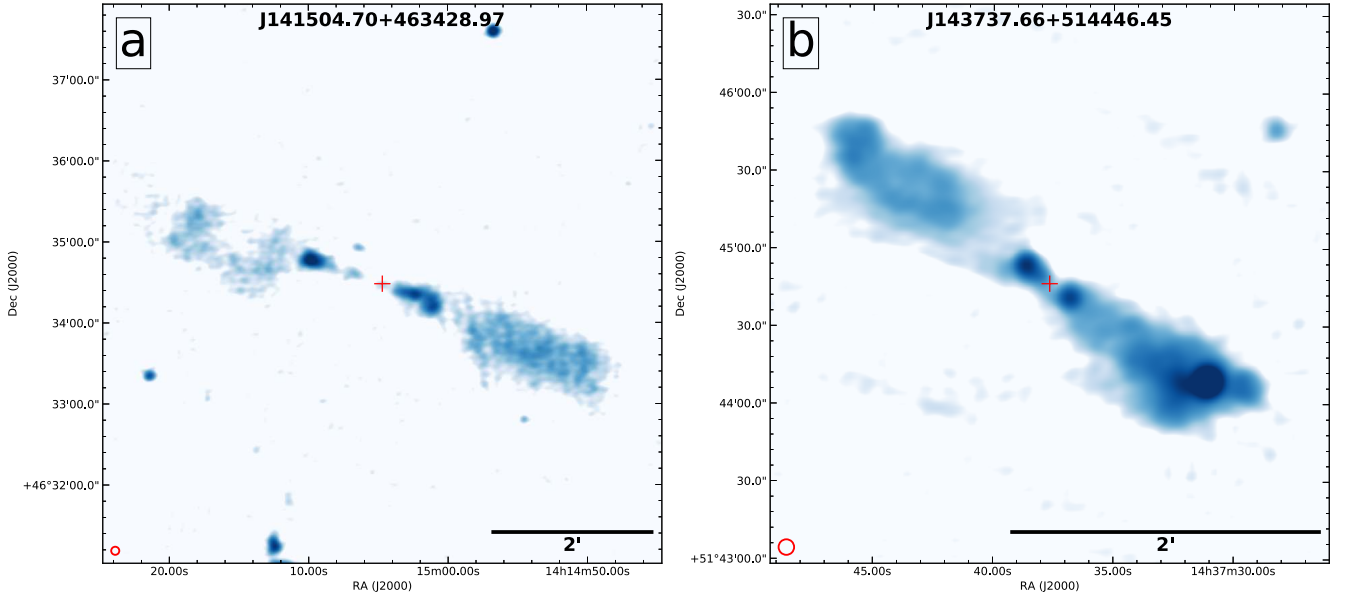 a
J141504.70+463428.97
37'00.0"
36'00.0"
35'00.0"
34'00.0"
33'00.0"
+46°32'00.0"
Dec (J2000)
2'
20.00s
10.00s
15m00.00s
14h14m50.00s
RA (J2000)
b
J143737.66+514446.45
30.0"
46'00.0"
30.0"
45'00.0"
30.0"
44'00.0"
30.0"
+51°43'00.0"
Dec (J2000)
2'
45.00s
40.00s
35.00s
14h37m30.00s
RA (J2000)